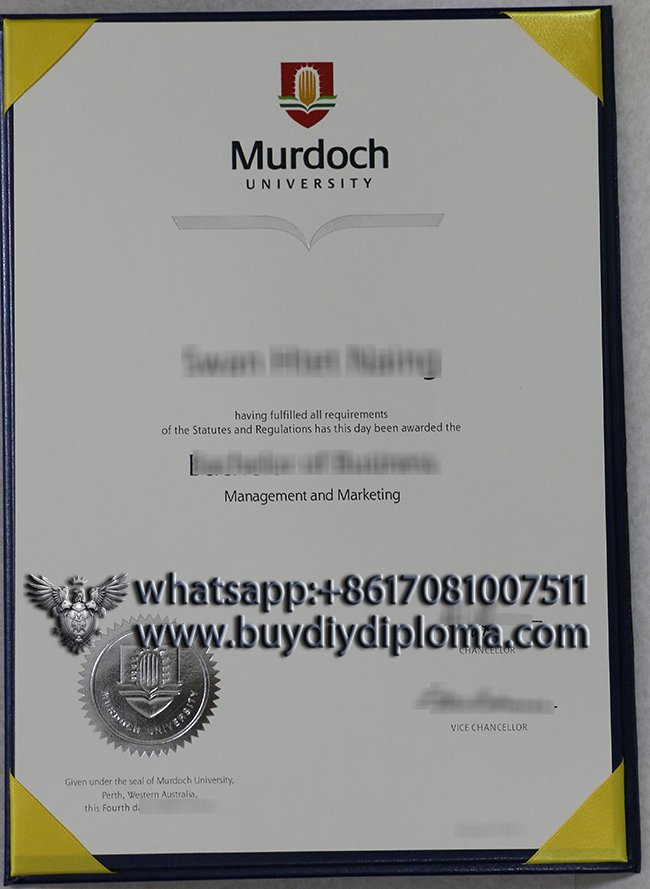 Murdoch
UNIVERSITY
having fulfilled all requirements
of the Statutes and Regulations has this day been awarded the
Management and Marketing
whatsapp:+8617081007511
www.buydiydiploma.com
CHANCELLOR
MURDOCH UNIVERSITY
VICE CHANCELLOR
Given under the seal of Murdoch University,
Perth, Western Australia,
this Fourth